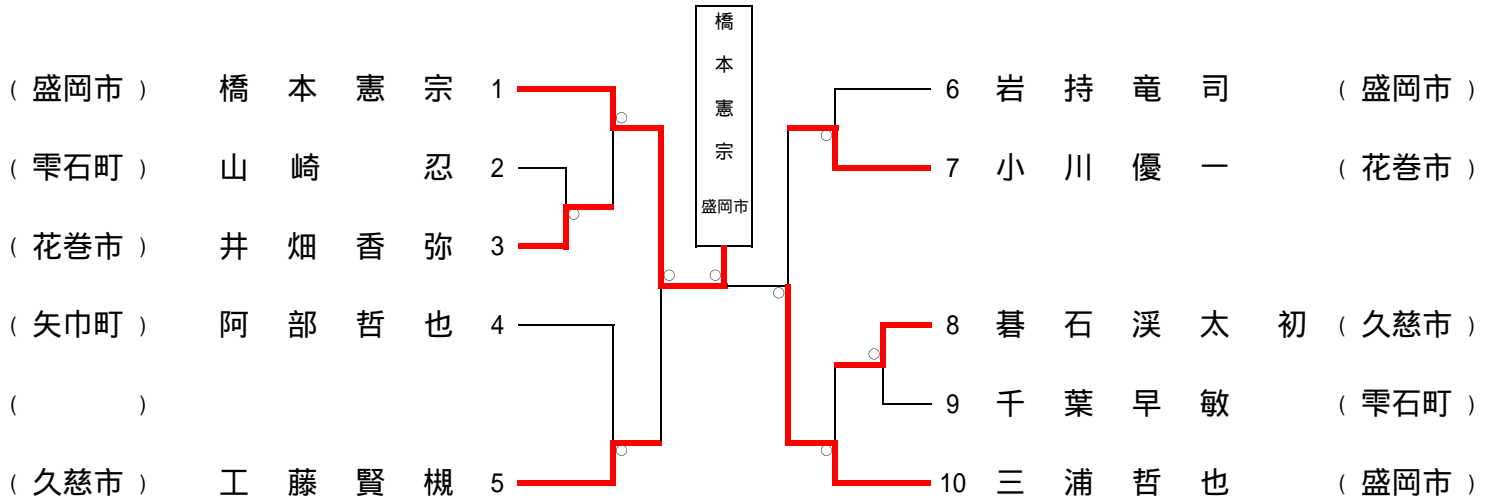 橋本憲宗
盛岡市
( 盛岡市 ) 橋本憲宗 1
( 雫石町 ) 山崎 忍 2
( 花巻市 ) 井畑香弥 3
( 矢巾町 ) 阿部哲也 4
( )
( 久慈市 ) 工藤賢槻 5
6 岩持竜司 ( 盛岡市 )
7 小川優一 ( 花巻市 )
8 碁石渓太 初 ( 久慈市 )
9 千葉早敏 ( 雫石町 )
10 三浦哲也 ( 盛岡市 )